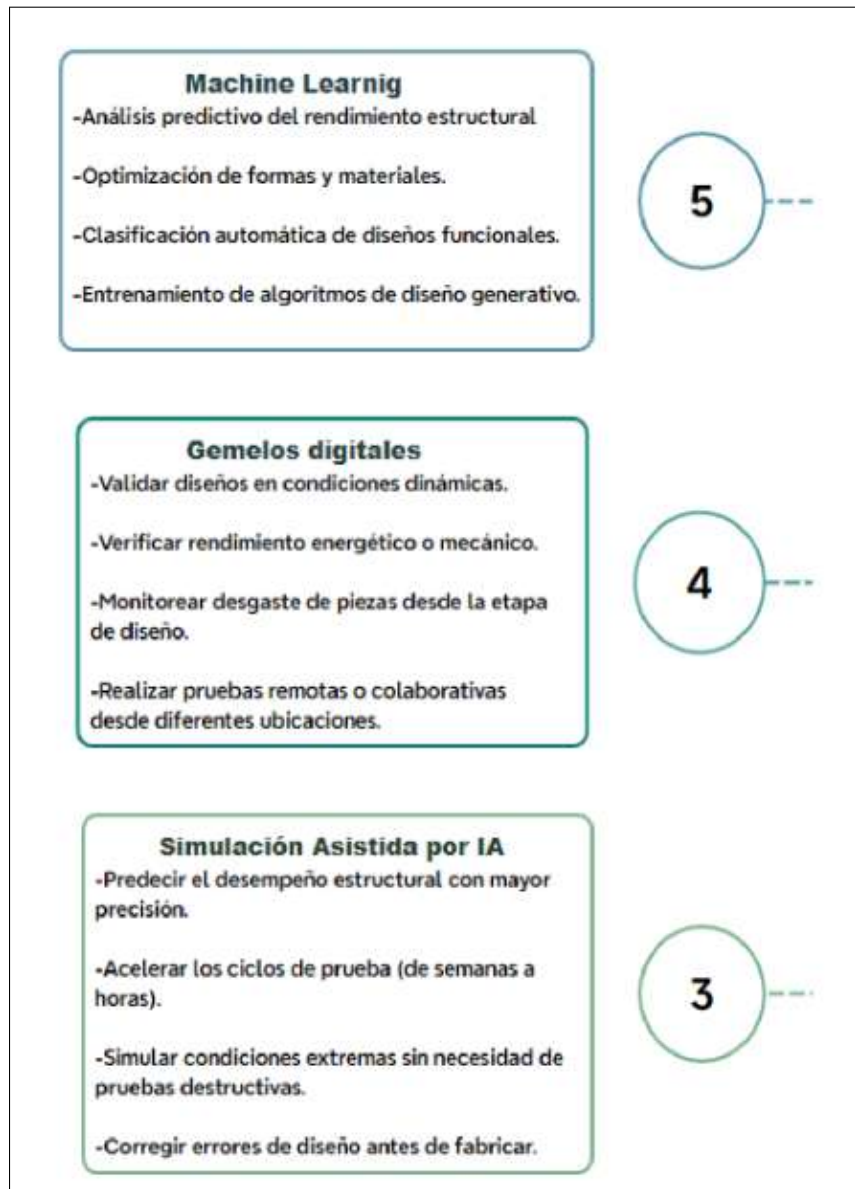 Machine Learnig
-Análisis predictivo del rendimiento estructural
-Optimización de formas y materiales.
-Clasificación automática de diseños funcionales.
-Entrenamiento de algoritmos de diseño generativo.
5
Gemelos digitales
-Validar diseños en condiciones dinámicas.
-Verificar rendimiento energético o mecánico.
-Monitorear desgaste de piezas desde la etapa
de diseño.
-Realizar pruebas remotas o colaborativas
desde diferentes ubicaciones.
4
Simulación Asistida por IA
-Predecir el desempeño estructural con mayor
precisión.
-Acelerar los ciclos de prueba (de semanas a
horas).
-Simular condiciones extremas sin necesidad de
pruebas destructivas.
-Corregir errores de diseño antes de fabricar.
3